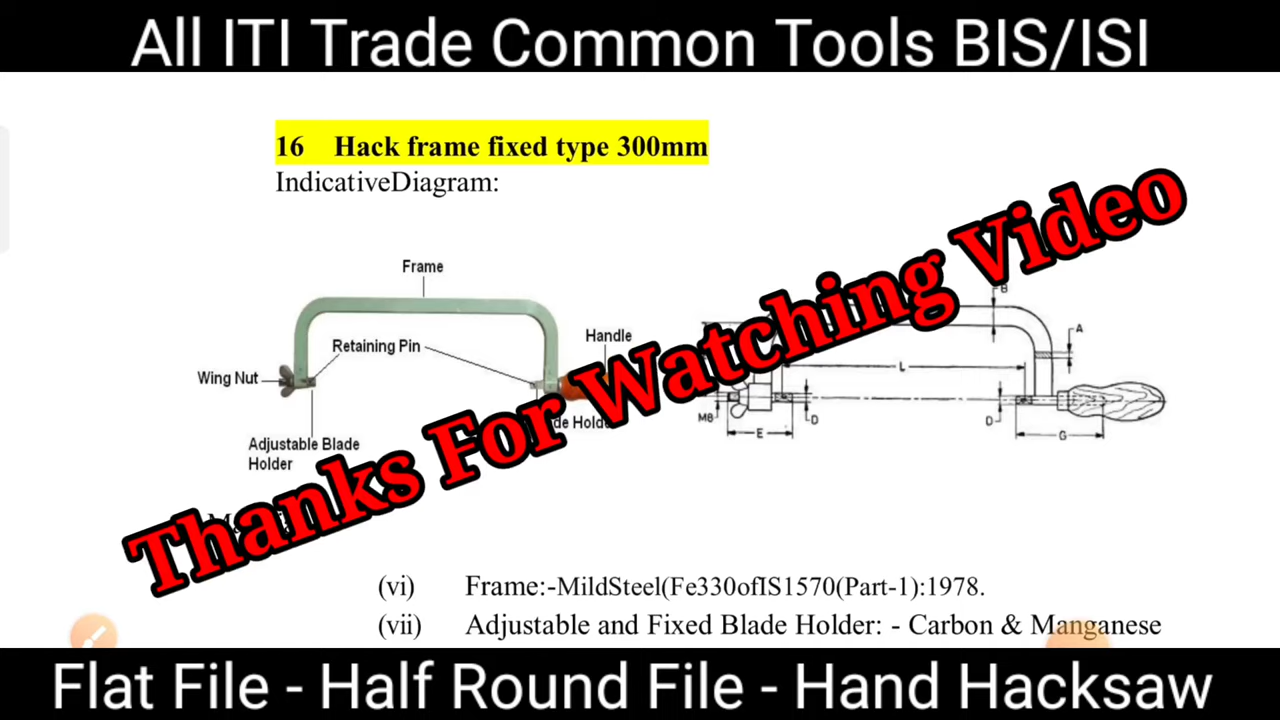 All ITI Trade Common Tools BIS/ISI
16 Hack frame fixed type 300mm
IndicativeDiagram:
Frame
Retaining Pin
Handle
Wing Nut
Adjustable Blade
Holder
B
A
L
M8
E
D
D
G
Thanks For Watching Video
(vi) Frame:-MildSteel(Fe330ofIS1570(Part-1):1978.
(vii) Adjustable and Fixed Blade Holder: - Carbon & Manganese
Flat File - Half Round File - Hand Hacksaw